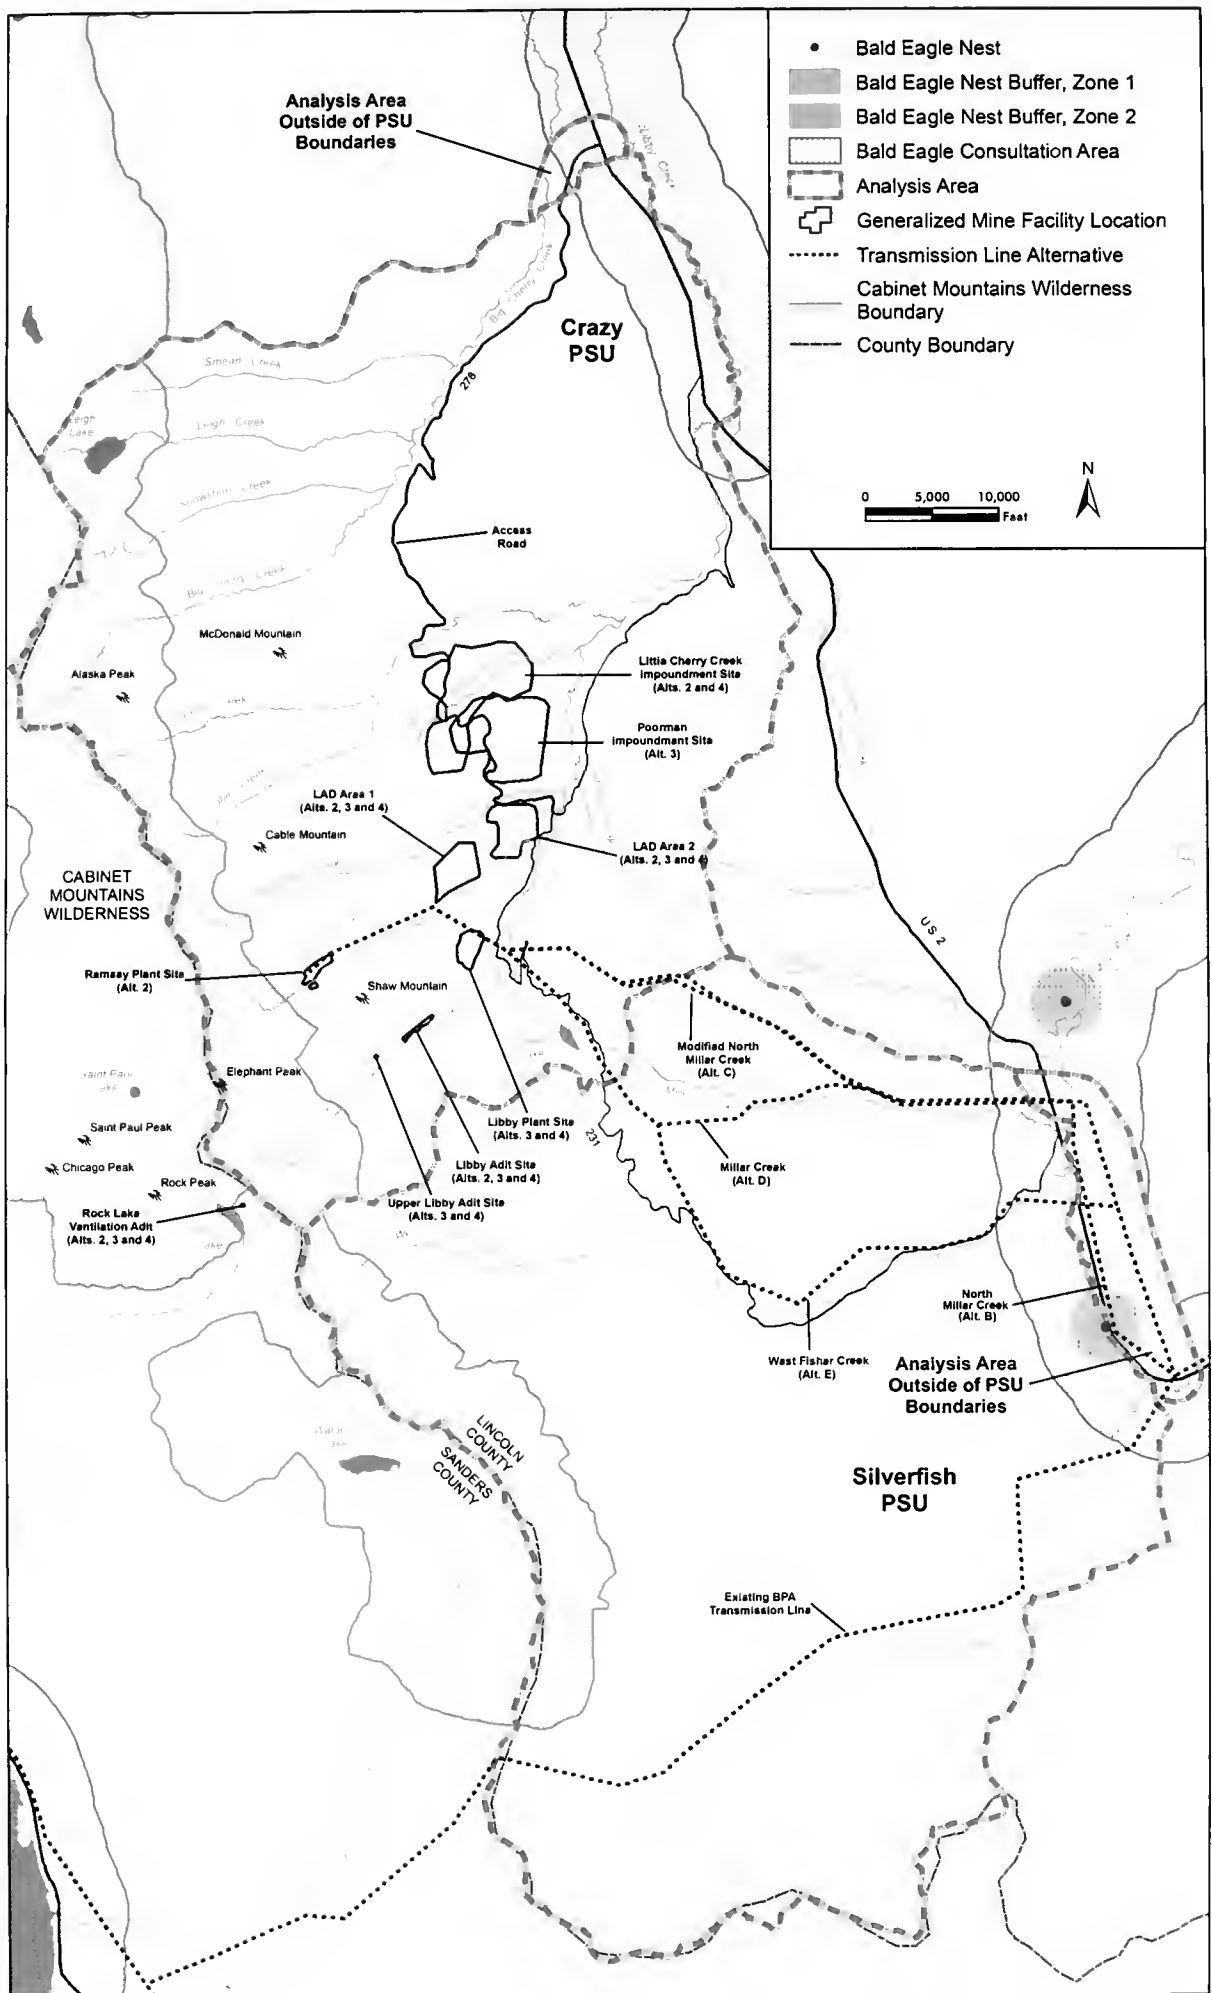 Bald Eagle Nest
Bald Eagle Nest Buffer, Zone 1
Bald Eagle Nest Buffer, Zone 2
Bald Eagle Consultation Area
Analysis Area
Generalized Mine Facility Location
Transmission Line Alternative
Cabinet Mountains Wilderness
Boundary
County Boundary
N
0 5,000 10,000
Feet
Analysis Area
Outside of PSU
Boundaries
Crazy
PSU
Smearl Creek
278
Leigh
Lake
Leigh Creek
Access
Road
McDonald Mountain
Alaska Peak
Little Cherry Creek
Impoundment Site
(Alts. 2 and 4)
Poorman
Impoundment Site
(Alt. 3)
LAD Area 1
(Alts. 2, 3 and 4)
Cable Mountain
LAD Area 2
(Alts. 2, 3 and 4)
CABINET
MOUNTAINS
WILDERNESS
US 2
Ramsay Plant Site
(Alt. 2)
Shaw Mountain
Modified North
Millar Creek
(Alt. C)
Elephant Peak
Saint Paul Peak
Libby Plant Site
(Alts. 3 and 4)
231
Chicago Peak
Libby Adit Site
(Alts. 2, 3 and 4)
Millar Creek
(Alt. D)
Rock Peak
Upper Libby Adit Site
(Alts. 3 and 4)
Rock Lake
Ventilation Adit
(Alts. 2, 3 and 4)
North
Millar Creek
(Alt. B)
West Fisher Creek
(Alt. E)
Analysis Area
Outside of PSU
Boundaries
LINCOLN
COUNTY
SANDERS
COUNTY
Silverfish
PSU
Existing BPA
Transmission Line